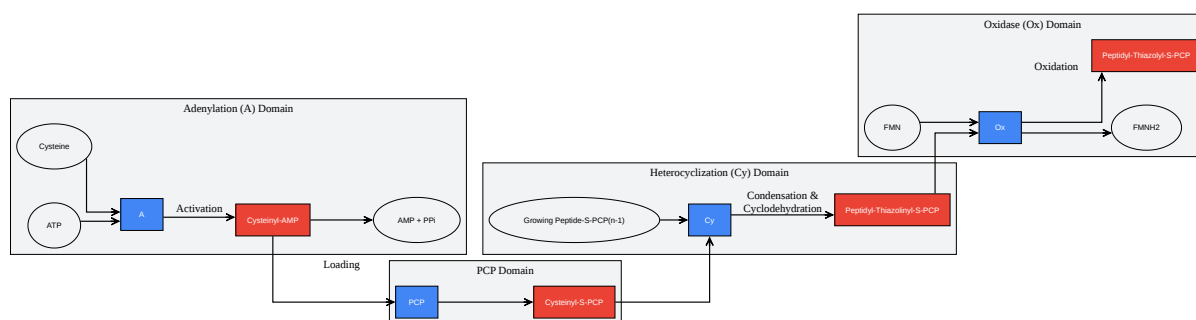 Oxidase (Ox) Domain
Peptidyl-Thiazolyl-S-PCP
Oxidation
FMN
Ox
FMNH2
Adenylation (A) Domain
Cysteine
ATP
A
Activation
Cysteinyl-AMP
AMP + PPi
Heterocyclization (Cy) Domain
Growing Peptide-S-PCP(n-1)
Cy
Condensation &
Cyclodehydration
Peptidyl-Thiazolinyl-S-PCP
Loading
PCP Domain
PCP
Cysteinyl-S-PCP